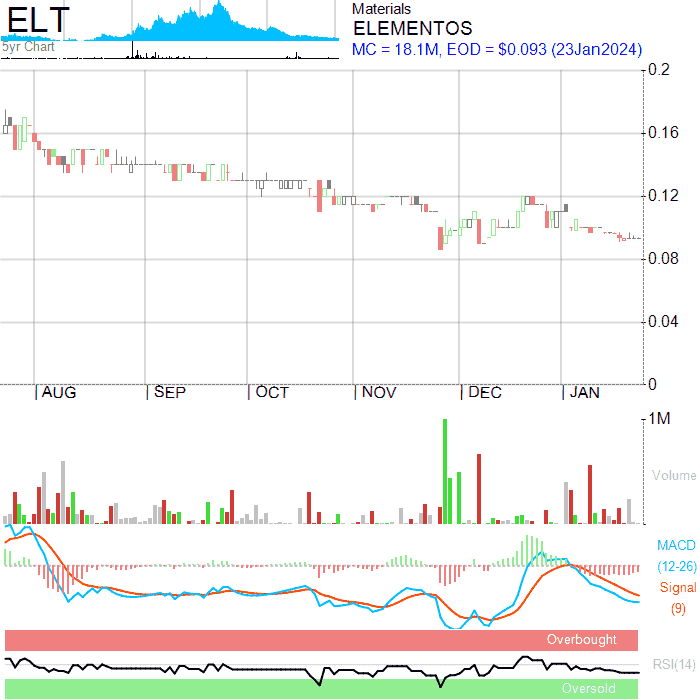 ELT
5yr Chart
Materials
ELEMENTOS
MC = 18.1M, EOD = $0.093 (23Jan2024)
0.2
0.16
0.12
0.08
0.04
0
AUG SEP OCT NOV DEC JAN
1M
Volume
MACD
(12-26)
Signal
(9)
Overbought
RSI(14)
Oversold